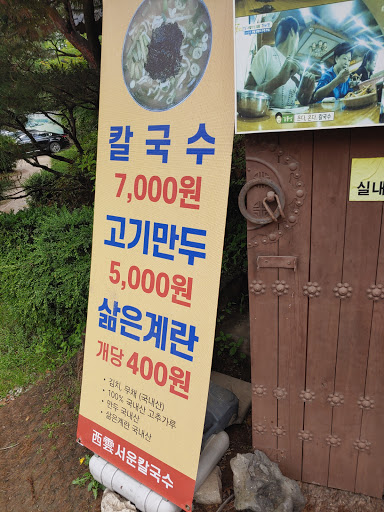 칼국수
7,000원
고기만두
5,000원
삶은계란
개당 400원
• 김치, 무채 (국내산)
• 100% 국내산 고추가루
• 만두 국내산
• 삶은계란 국내산
西雲 서운칼국수
실내